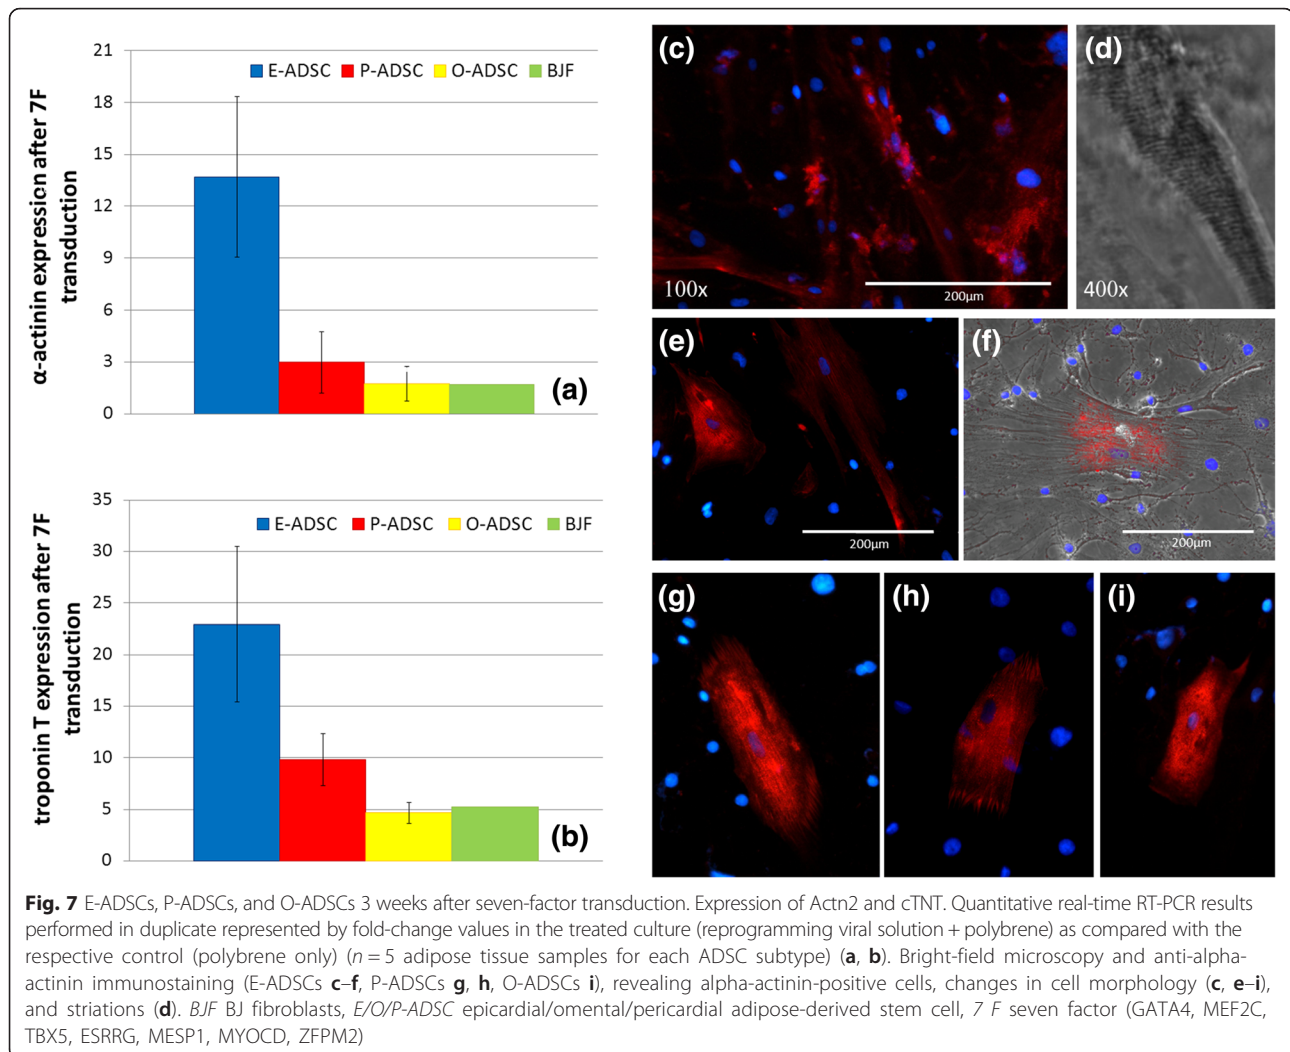 α-actinin expression after 7F
transduction
21
18
15
12
9
6
3
0
E-ADSC P-ADSC O-ADSC BJF
(a)
troponin T expression after 7F
transduction
35
30
25
20
15
10
5
0
E-ADSC P-ADSC O-ADSC BJF
(b)
(c)
100x
200µm
(d)
400x
(e)
200µm
(f)
200µm
(g)
(h)
(i)
Fig. 7 E-ADSCs, P-ADSCs, and O-ADSCs 3 weeks after seven-factor transduction. Expression of Actn2 and cTNT. Quantitative real-time RT-PCR results
performed in duplicate represented by fold-change values in the treated culture (reprogramming viral solution + polybrene) as compared with the
respective control (polybrene only) (n = 5 adipose tissue samples for each ADSC subtype) (a, b). Bright-field microscopy and anti-alpha-
actinin immunostaining (E-ADSCs c–f, P-ADSCs g, h, O-ADSCs i), revealing alpha-actinin-positive cells, changes in cell morphology (c, e–i),
and striations (d). BJF BJ fibroblasts, E/O/P-ADSC epicardial/omental/pericardial adipose-derived stem cell, 7 F seven factor (GATA4, MEF2C,
TBX5, ESRRG, MESP1, MYOCD, ZFPM2)